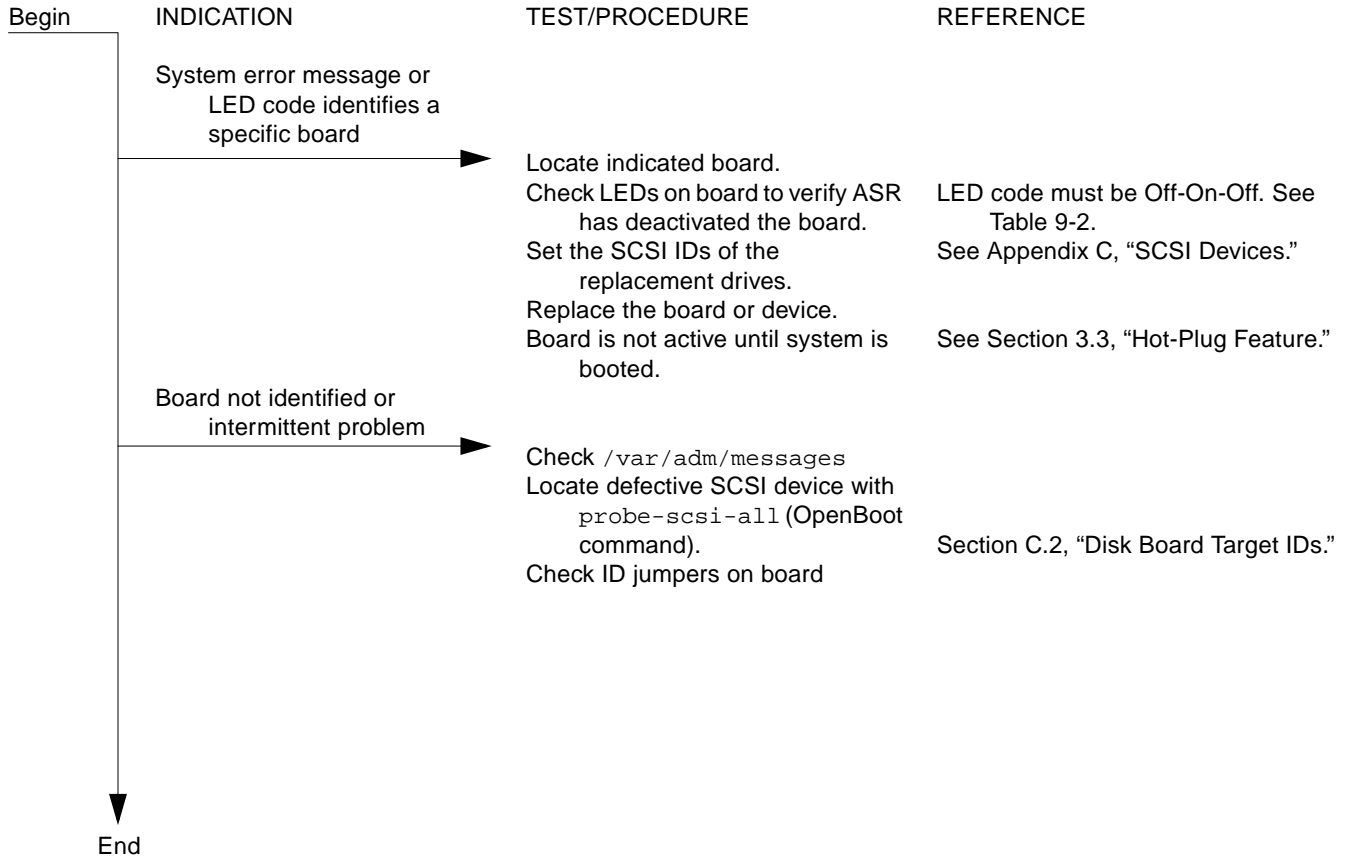 Begin INDICATION TEST/PROCEDURE REFERENCE
System error message or
LED code identifies a
specific board
Locate indicated board.
Check LEDs on board to verify ASR LED code must be Off-On-Off. See
has deactivated the board. Table 9-2.
Set the SCSI IDs of the See Appendix C, “SCSI Devices.”
replacement drives.
Replace the board or device.
Board is not active until system is See Section 3.3, “Hot-Plug Feature.”
booted.
Board not identified or
intermittent problem
Check /var/adm/messages
Locate defective SCSI device with
probe-scsi-all (OpenBoot
command). Section C.2, “Disk Board Target IDs.”
Check ID jumpers on board
End